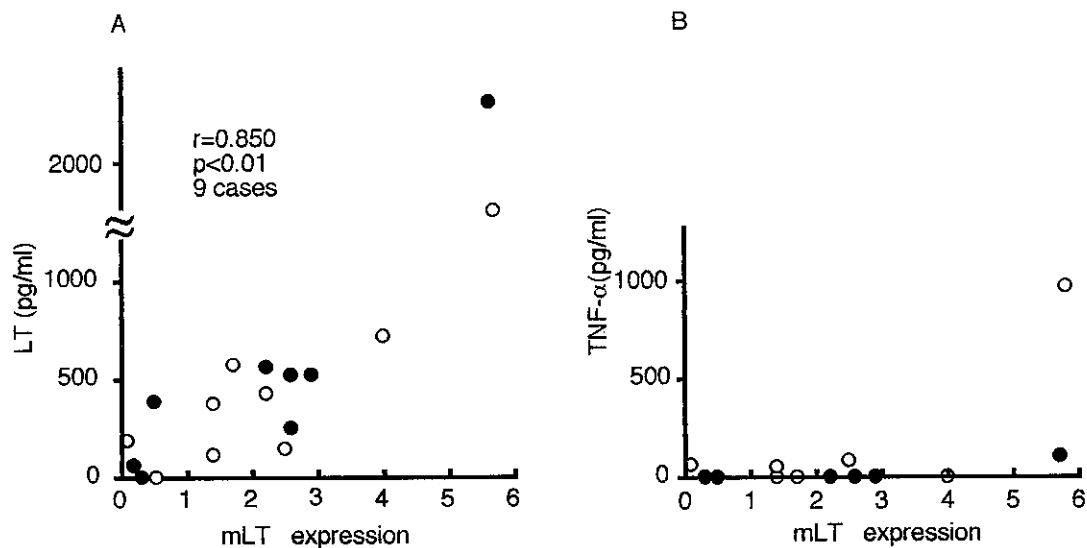 A
r=0.850
p<0.01
9 cases
2000
1000
500
0
LT (pg/ml)
0 1 2 3 4 5 6
mLT expression
B
1000
500
0
TNF-α(pg/ml)
0 1 2 3 4 5 6
mLT expression